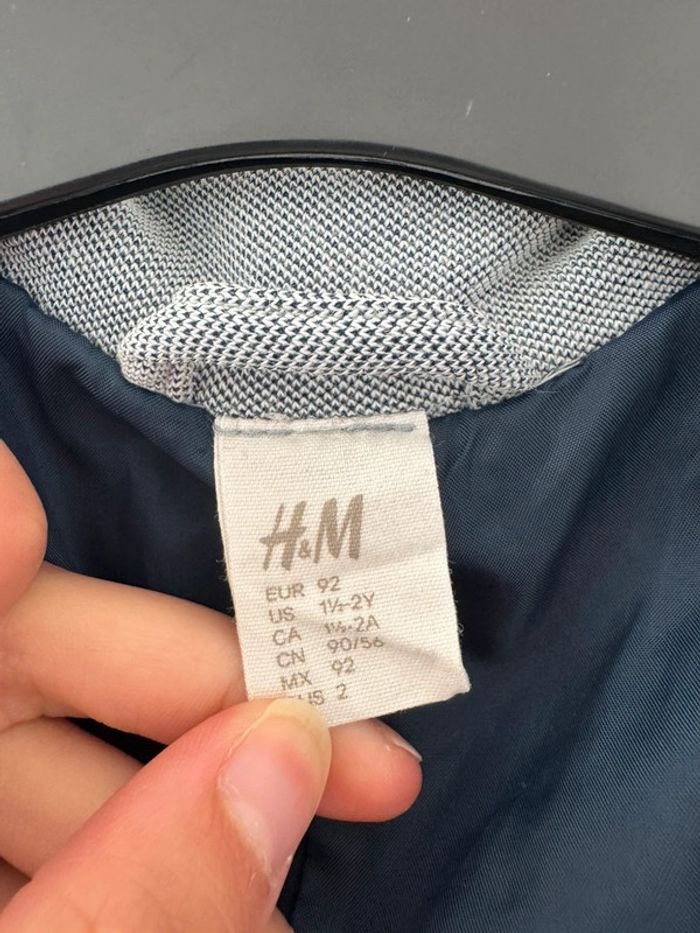 H&M
EUR 92
US 1½-2Y
CA 1½-2A
CN 90/56
MX 92
2